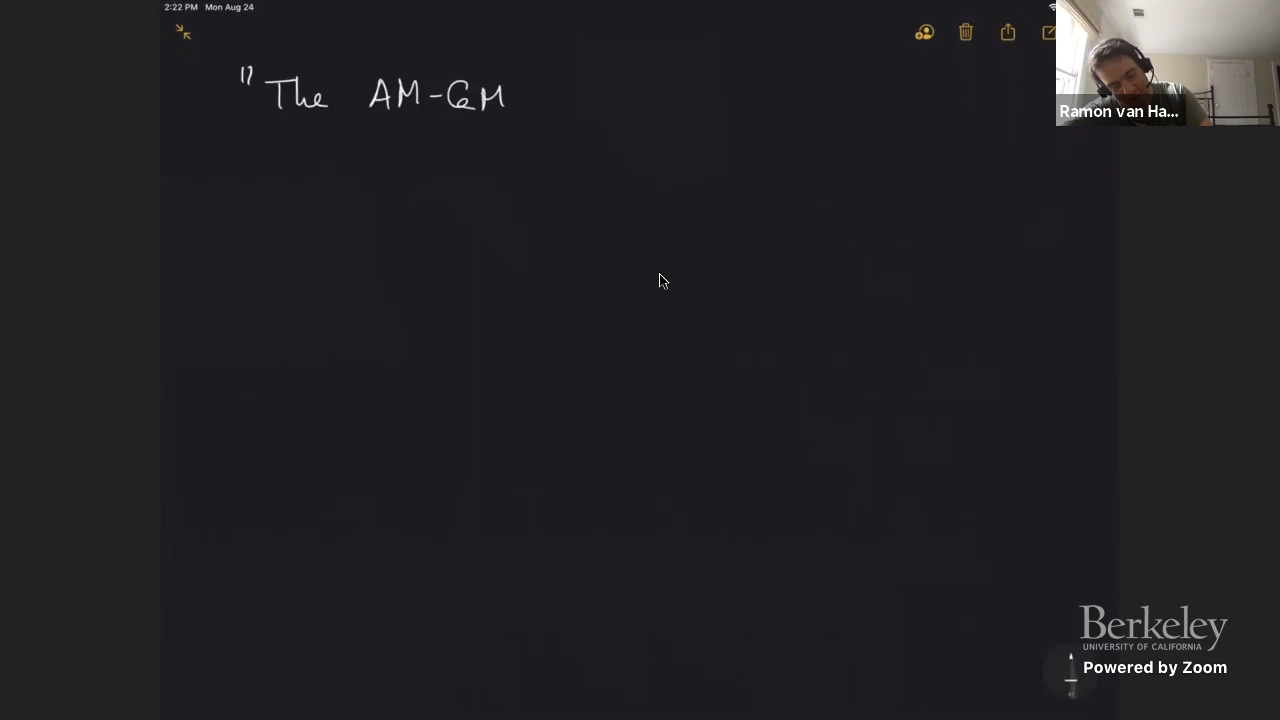 2:22 PM Mon Aug 24
" The AM-GM
Ramon van Ha...
Berkeley
UNIVERSITY OF CALIFORNIA
Powered by Zoom